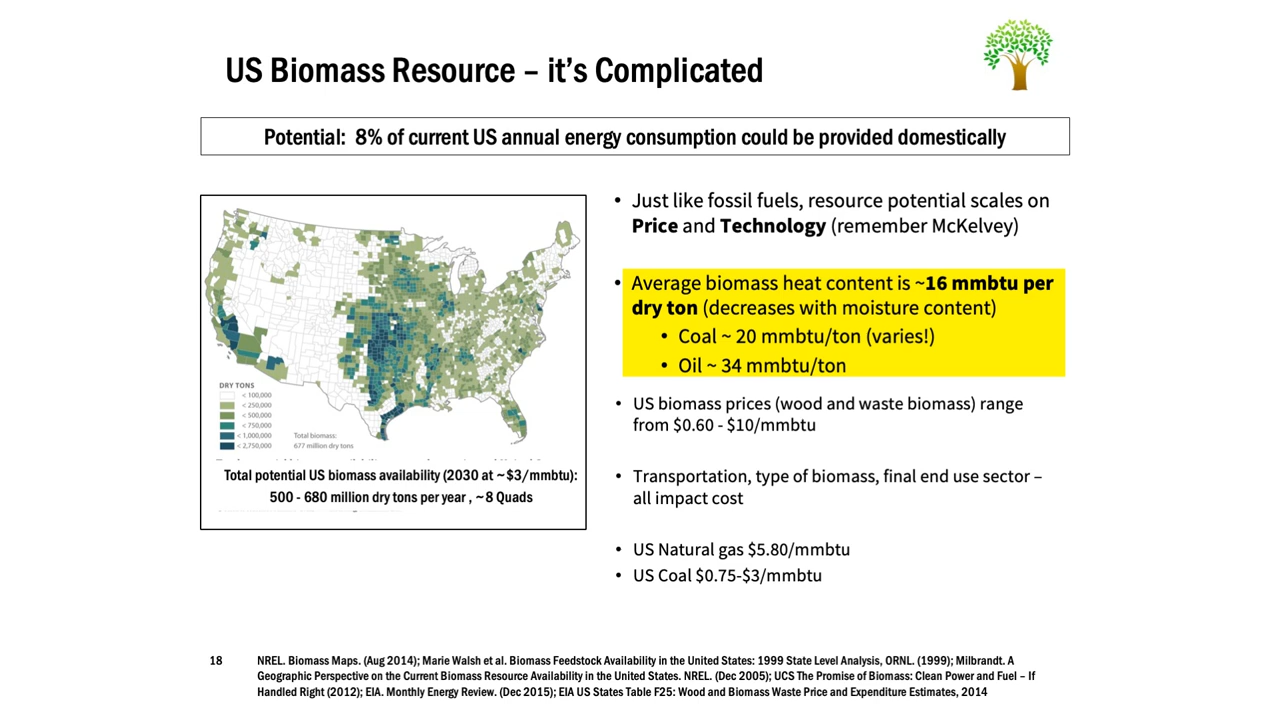 US Biomass Resource – it's Complicated
Potential: 8% of current US annual energy consumption could be provided domestically
DRY TONS
< 100,000
< 250,000
< 500,000
< 750,000
< 1,000,000
< 2,750,000
Total biomass:
677 million dry tons
Total potential US biomass availability (2030 at ~$3/mmbtu):
500 - 680 million dry tons per year , ~8 Quads
• Just like fossil fuels, resource potential scales on
Price and Technology (remember McKelvey)
• Average biomass heat content is ~16 mmbtu per
dry ton (decreases with moisture content)
• Coal ~ 20 mmbtu/ton (varies!)
• Oil ~ 34 mmbtu/ton
• US biomass prices (wood and waste biomass) range
from $0.60 - $10/mmbtu
• Transportation, type of biomass, final end use sector –
all impact cost
• US Natural gas $5.80/mmbtu
• US Coal $0.75-$3/mmbtu
18
NREL. Biomass Maps. (Aug 2014); Marie Walsh et al. Biomass Feedstock Availability in the United States: 1999 State Level Analysis, ORNL. (1999); Milbrandt. A
Geographic Perspective on the Current Biomass Resource Availability in the United States. NREL. (Dec 2005); UCS The Promise of Biomass: Clean Power and Fuel – If
Handled Right (2012); EIA. Monthly Energy Review. (Dec 2015); EIA US States Table F25: Wood and Biomass Waste Price and Expenditure Estimates, 2014